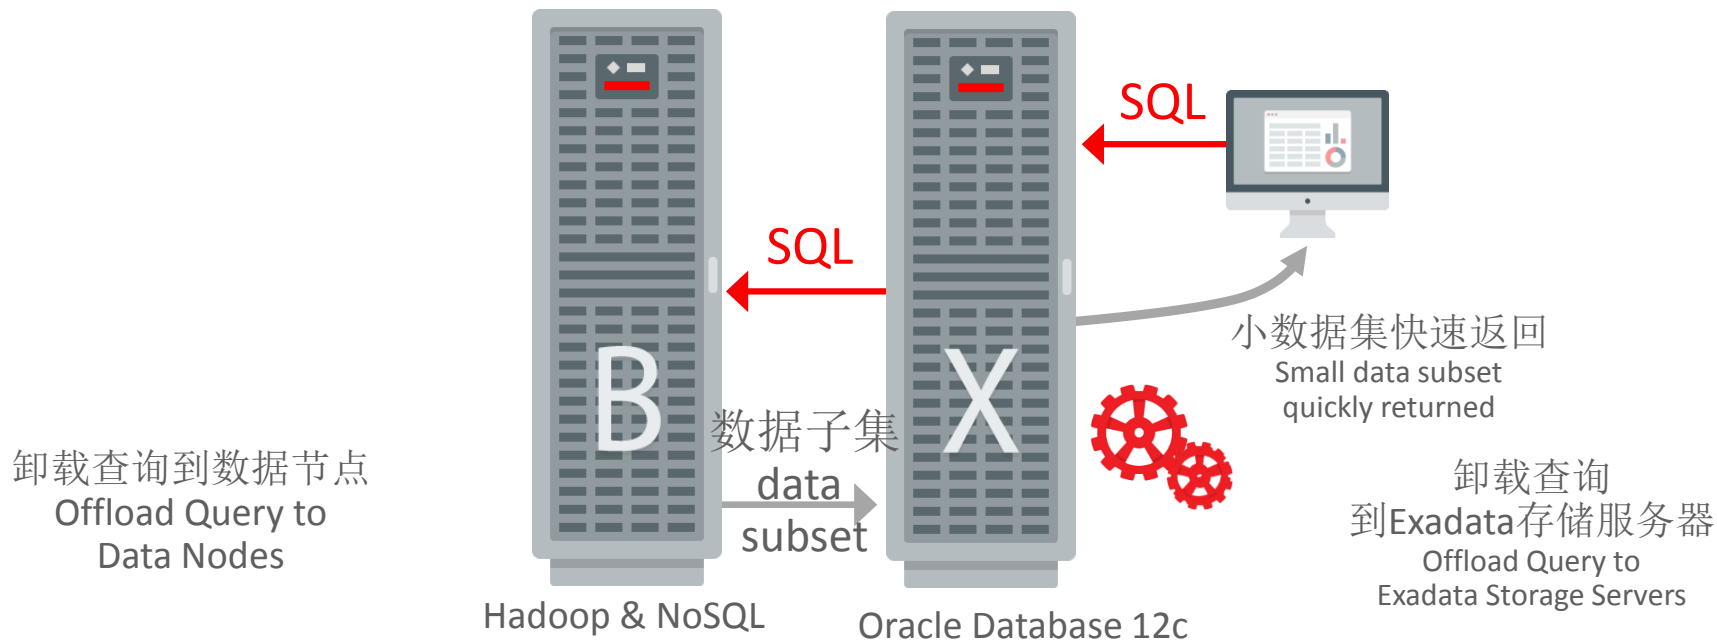 SQL
SQL
小数据集快速返回
Small data subset
quickly returned
B
X
数据子集
data
subset
卸载查询到数据节点
Offload Query to
Data Nodes
卸载查询
到Exadata存储服务器
Offload Query to
Exadata Storage Servers
Hadoop & NoSQL
Oracle Database 12c